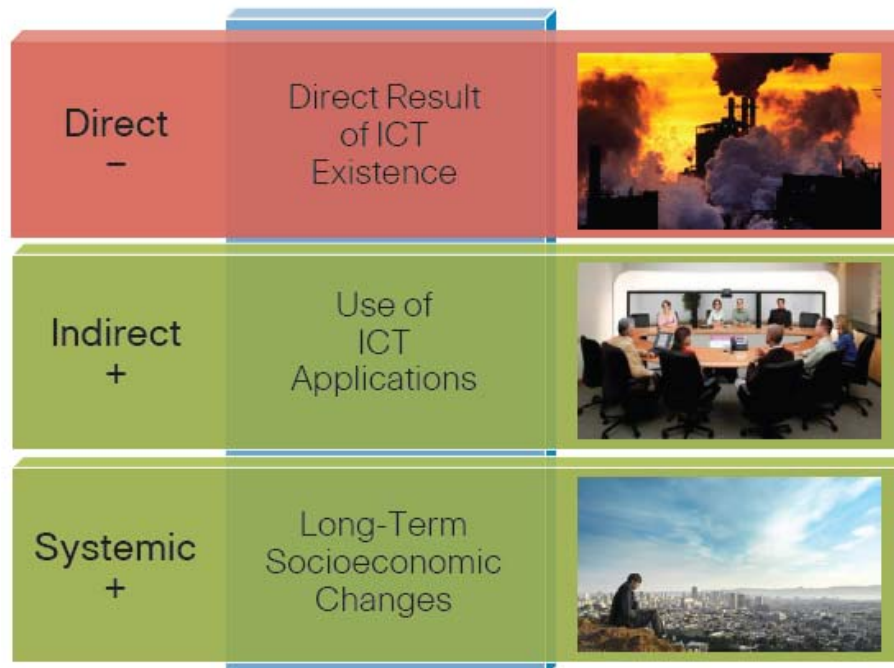 Direct
–
Direct Result
of ICT
Existence
Indirect
+
Use of
ICT
Applications
Systemic
+
Long-Term
Socioeconomic
Changes